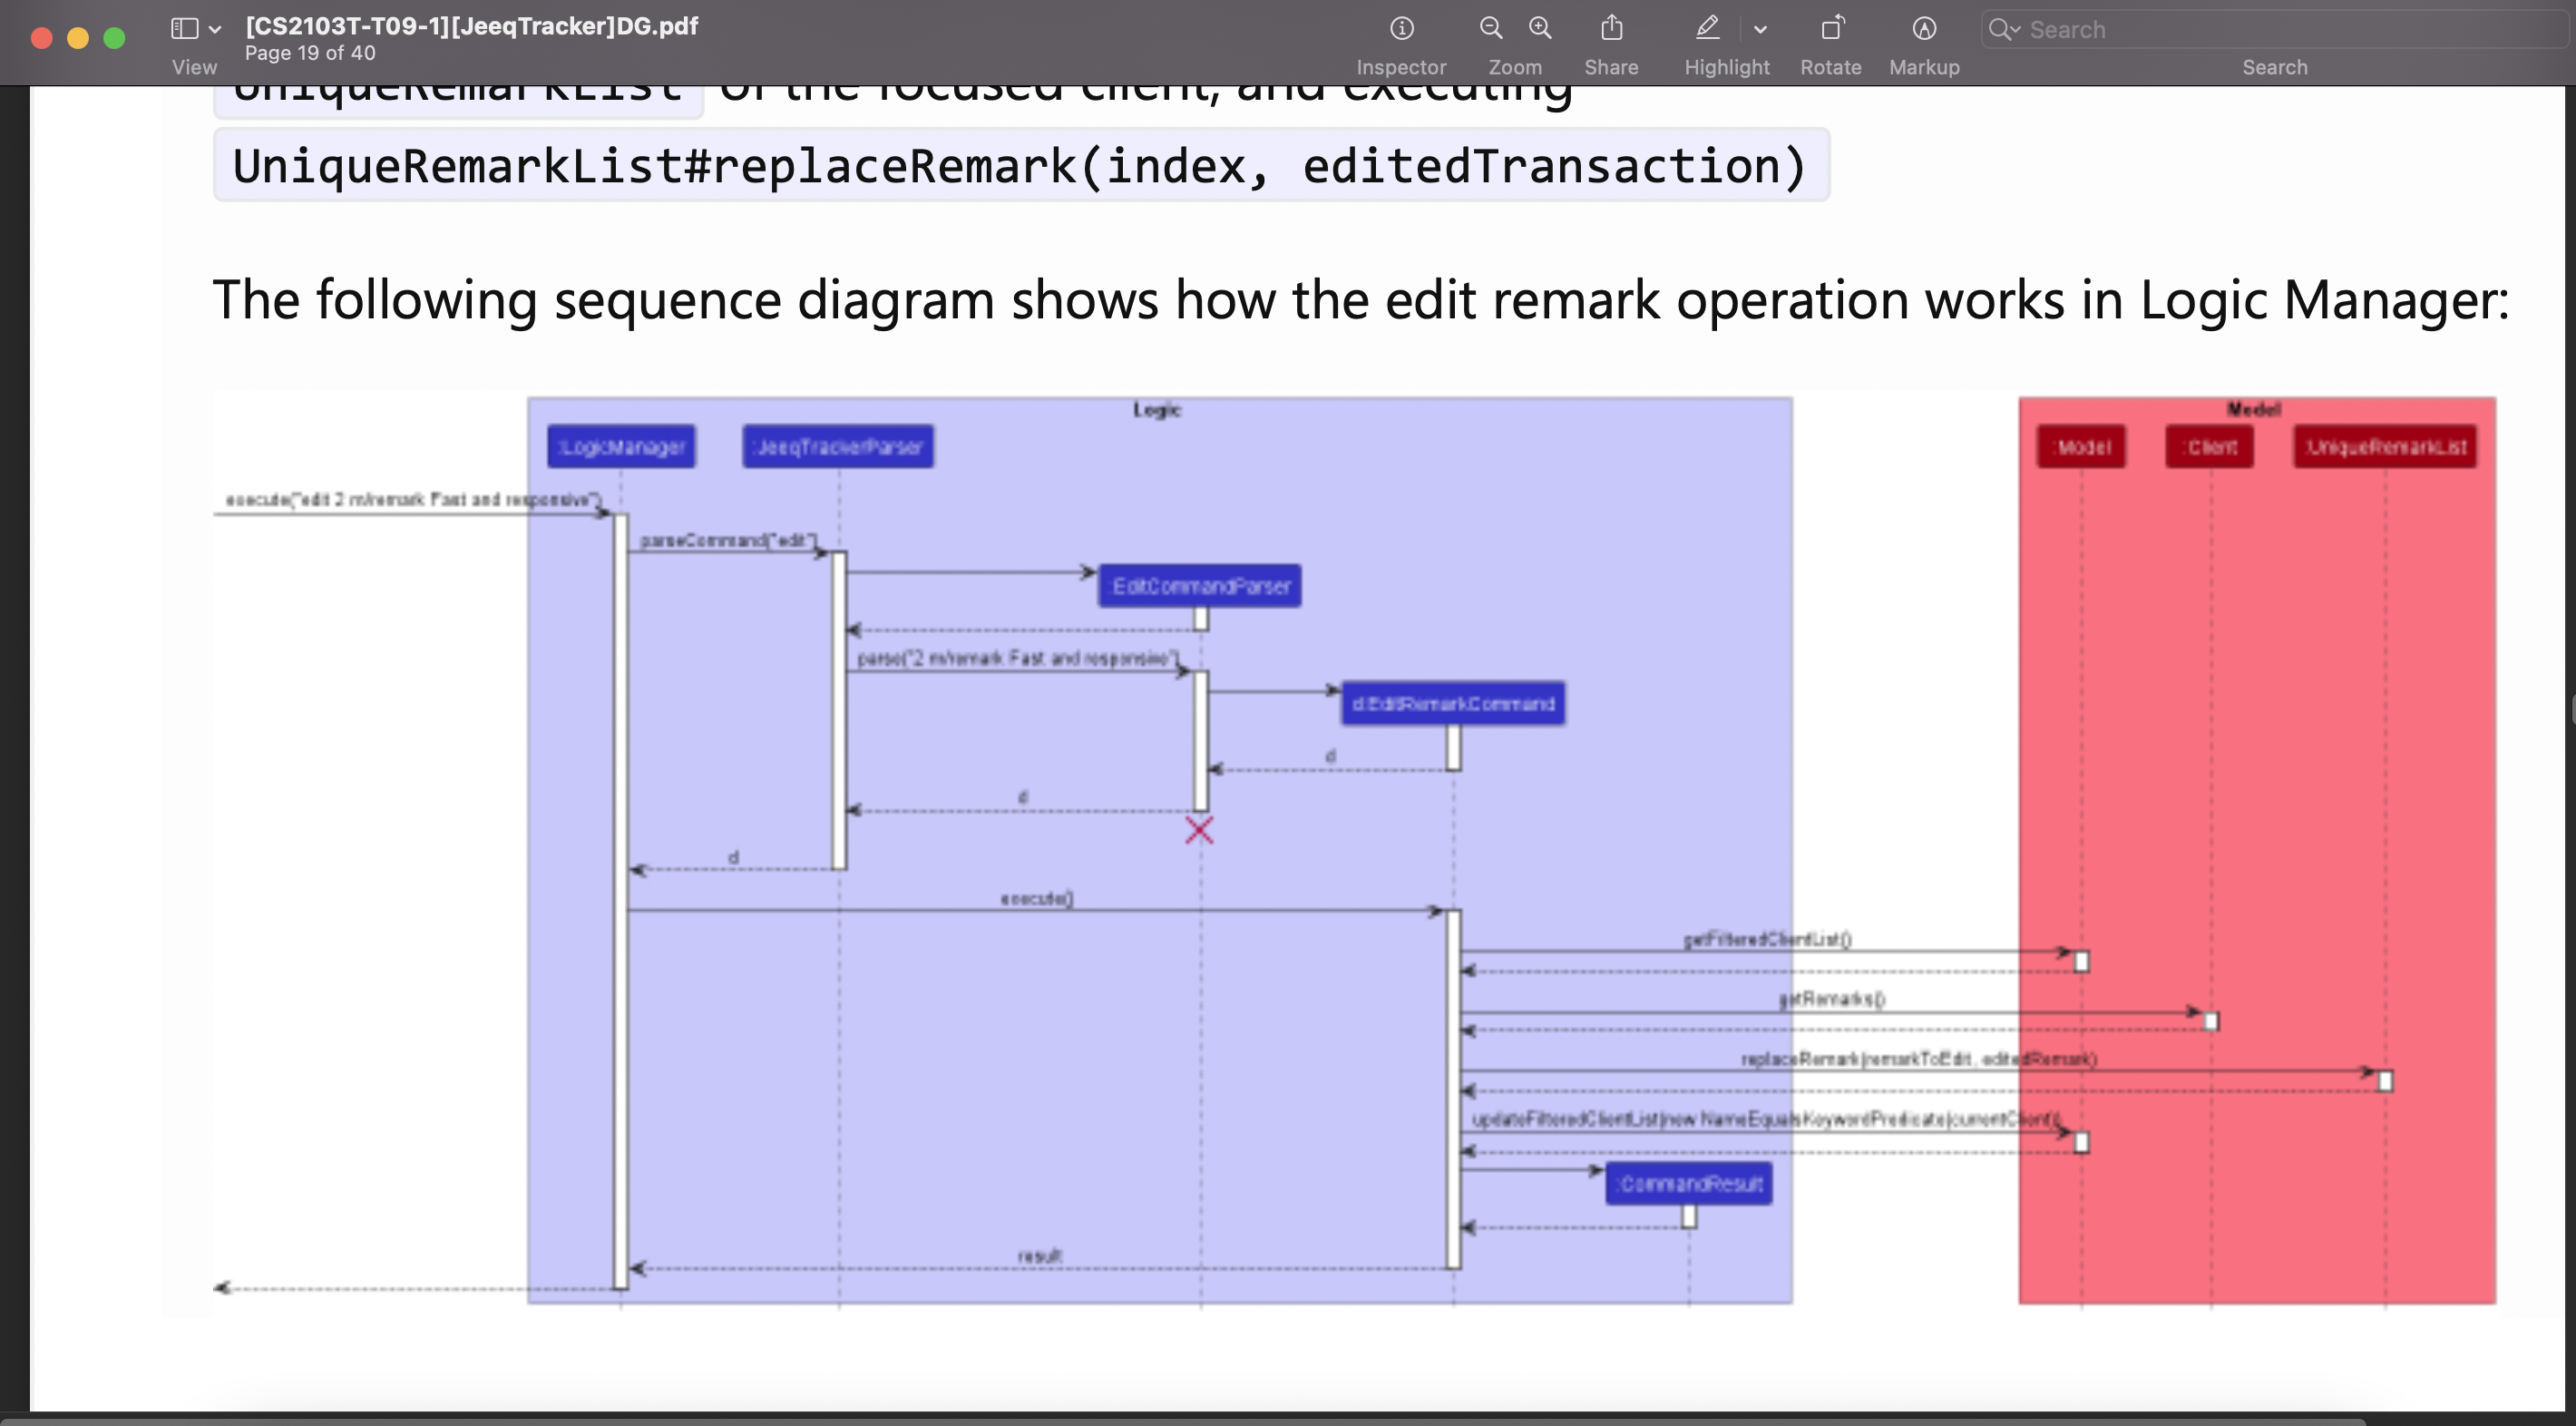 [CS2103T-T09-1][JeeqTracker]DG.pdf
Page 19 of 40
View
Inspector
Zoom
Share
Highlight
Rotate
Markup
Search
Search
UniqueRemarkList of the focused client, and executing
UniqueRemarkList#replaceRemark(index, editedTransaction)
The following sequence diagram shows how the edit remark operation works in Logic Manager:
Logic
Model
:LogicManager
:JeeqTrackerParser
:Model
:Client
:UniqueRemarkList
execute("edit 2 m/remark Fast and responsive")
parseCommand("edit")
:EditCommandParser
parse("2 m/remark Fast and responsive")
d:EditRemarkCommand
d
d
d
execute()
getFilteredClientList()
getRemarks()
replaceRemark(remarkToEdit, editedRemark)
updateFilteredClientList(new NameEqualsKeywordPredicate(currentClient))
:CommandResult
result